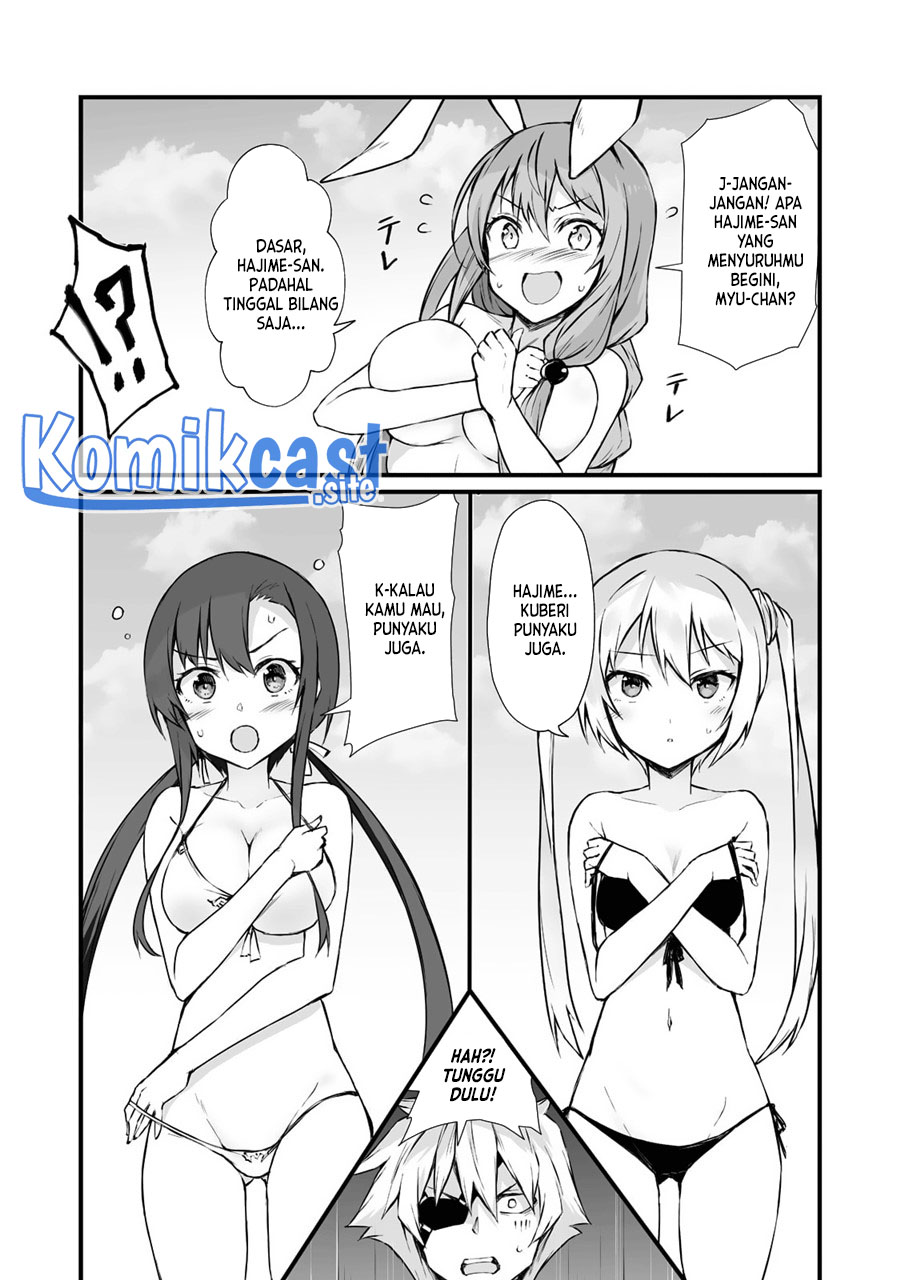 J-JANGAN-
JANGAN! APA
HAJIME-SAN
YANG
MENYURUHMU
BEGINI,
MYU-CHAN?
DASAR,
HAJIME-SAN.
PADAHAL
TINGGAL BILANG
SAJA...
!?
テレ
テレ
Komikcast
.site
HAJIME...
KUBERI
PUNYAKU
JUGA.
K-KALAU
KAMU MAU,
PUNYAKU
JUGA.
HAH?!
TUNGGU
DULU!